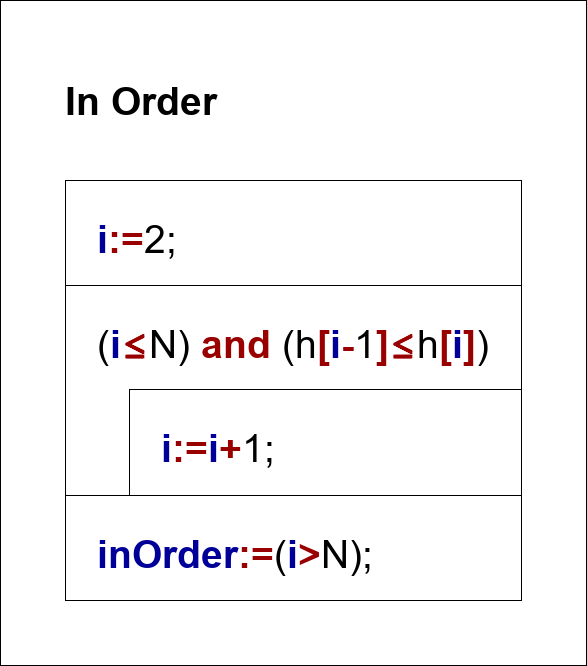 In Order
i:=2;
(i≤N) and (h[i-1]≤h[i])
i:=i+1;
inOrder:=(i>N);